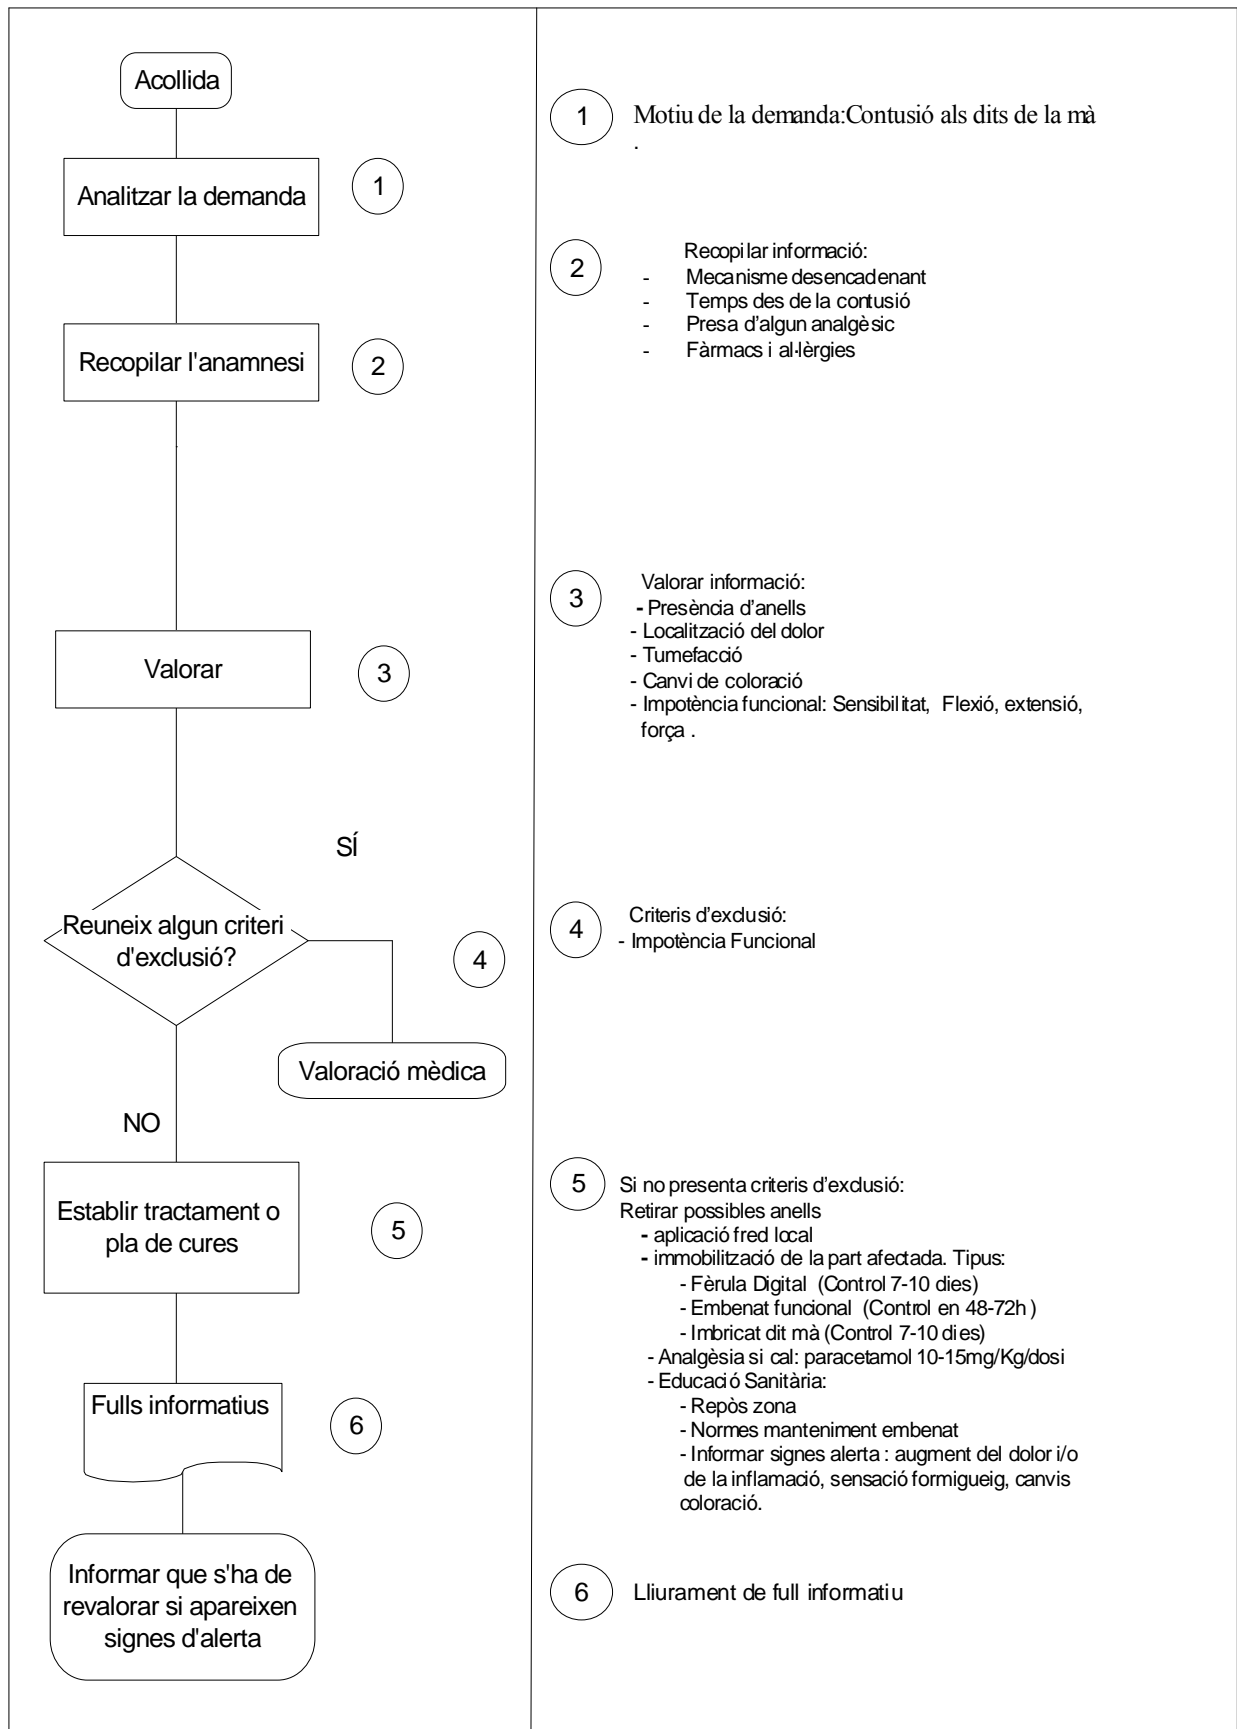 Acollida
Analitzar la demanda
1
Recopilar l'anamnesi
2
Valorar
3
SÍ
Reuneix algun criteri
d'exclusió?
4
Valoració mèdica
NO
Establir tractament o
pla de cures
5
Fulls informatius
6
Informar que s'ha de
revalorar si apareixen
signes d'alerta
1
Motiu de la demanda:Contusió als dits de la mà
.
2
Recopilar informació:
- Mecanisme desencadenant
- Temps des de la contusió
- Presa d'algun analgèsic
- Fàrmacs i al·lèrgies
3
Valorar informació:
- Presència d'anells
- Localització del dolor
- Tumefacció
- Canvi de coloració
- Impotència funcional: Sensibilitat, Flexió, extensió,
força .
4
Criteris d'exclusió:
- Impotència Funcional
5
Si no presenta criteris d'exclusió:
Retirar possibles anells
- aplicació fred local
- immobilització de la part afectada. Tipus:
- Fèrula Digital (Control 7-10 dies)
- Embenat funcional (Control en 48-72h )
- Imbricat dit mà (Control 7-10 dies)
- Analgèsia si cal: paracetamol 10-15mg/Kg/dosi
- Educació Sanitària:
- Repòs zona
- Normes manteniment embenat
- Informar signes alerta : augment del dolor i/o
de la inflamació, sensació formigueig, canvis
coloració.
6
Lliurament de full informatiu